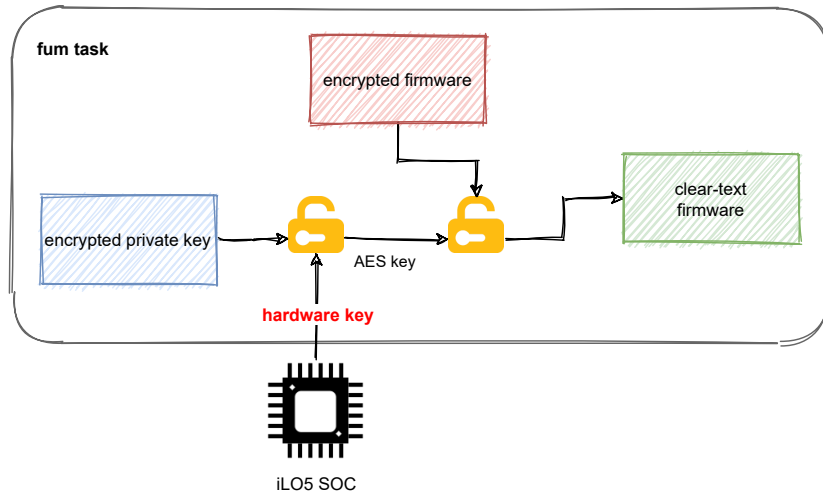 fum task
encrypted firmware
clear-text
firmware
encrypted private key
AES key
hardware key
iLO5 SOC